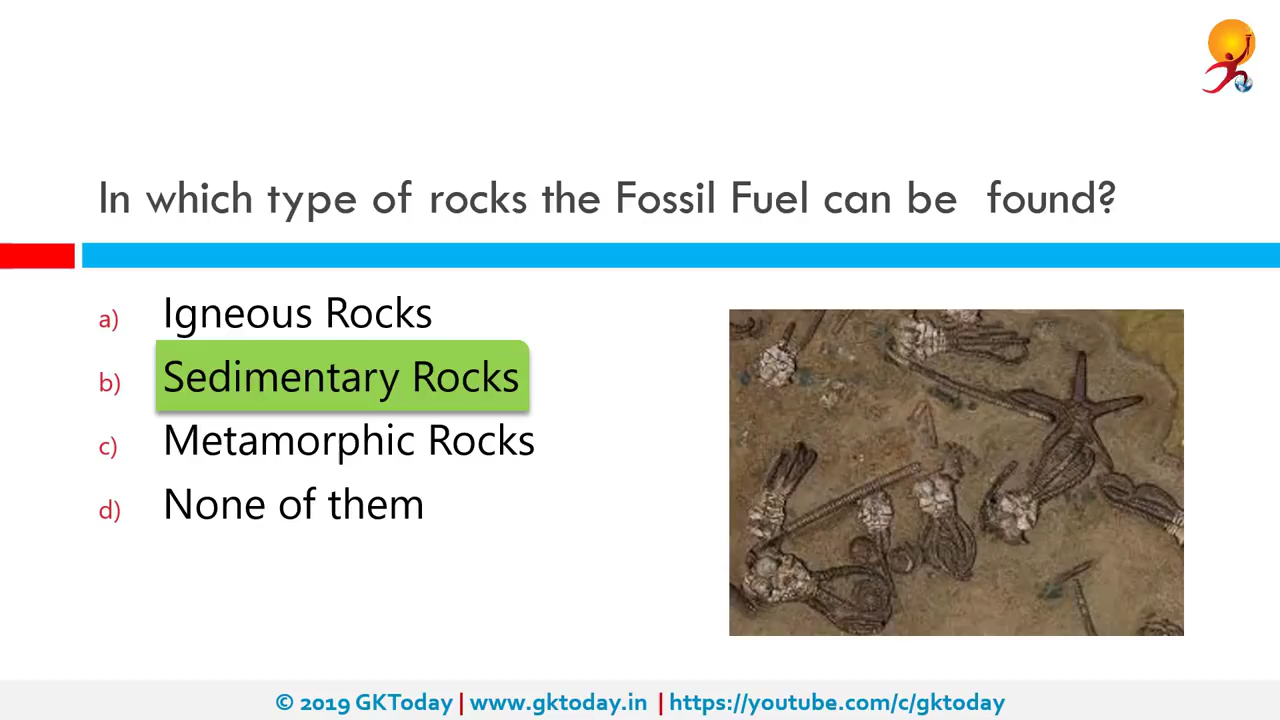 In which type of rocks the Fossil Fuel can be found?
a) Igneous Rocks
b) Sedimentary Rocks
c) Metamorphic Rocks
d) None of them
© 2019 GKToday | www.gktoday.in | https://youtube.com/c/gktoday